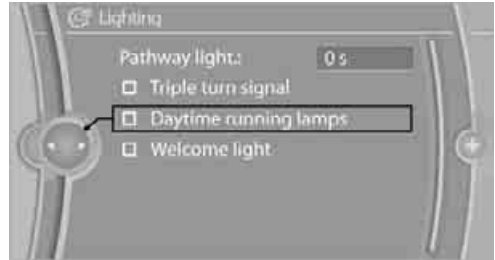 Lighting
Pathway light.: 0 s
Triple turn signal
Daytime running lamps
Welcome light